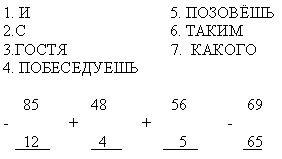 1. И 5. ПОЗОВЁШЬ
2.С 6. ТАКИМ
3.ГОСТЯ 7. КАКОГО
4. ПОБЕСЕДУЕШЬ
85 48 56 69
- + + -
12 4 5 65